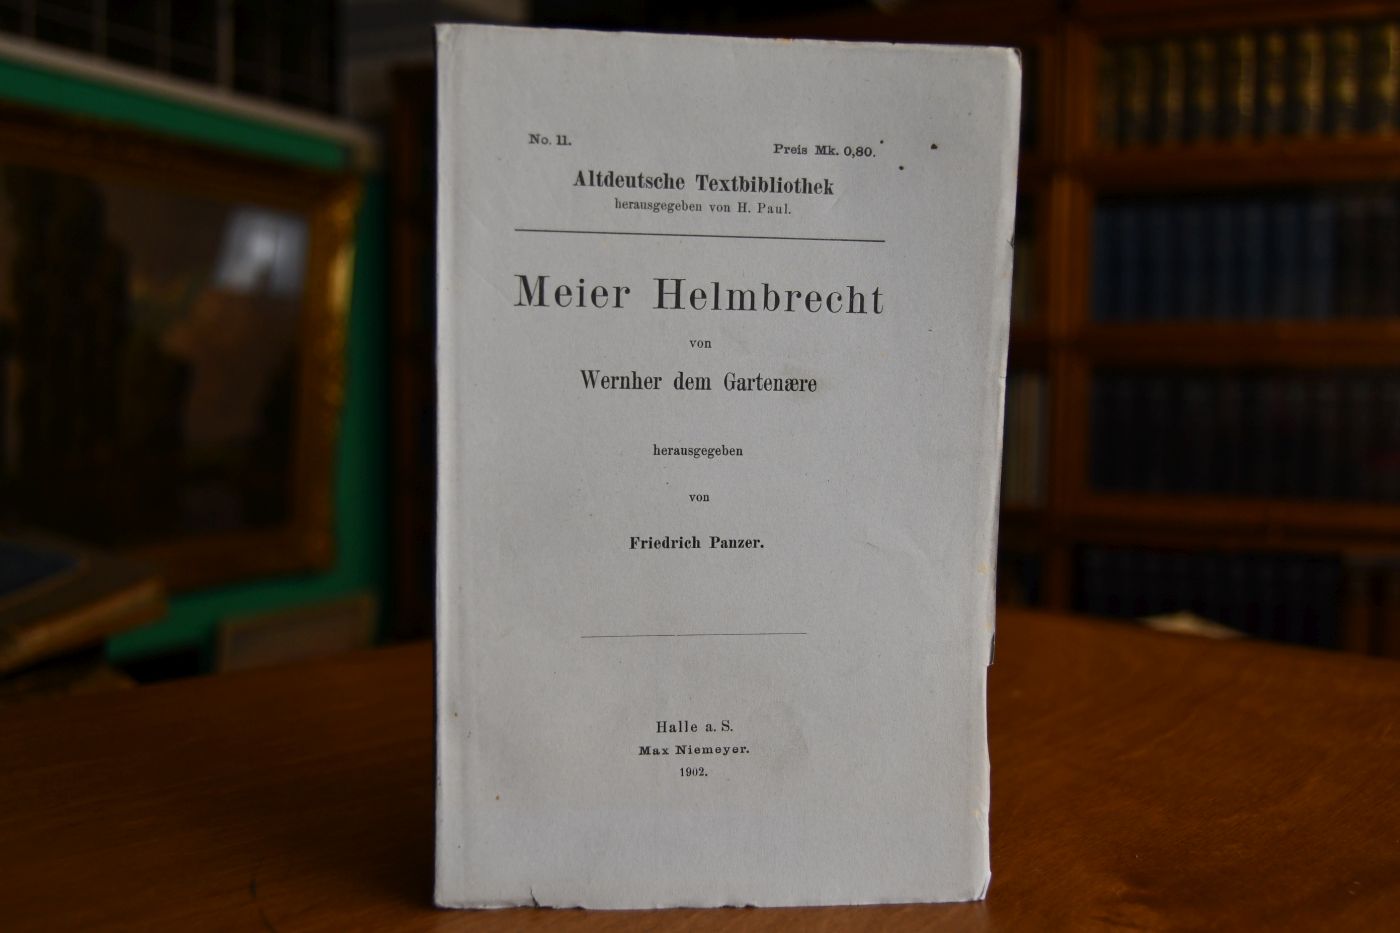 No. 11.
Preis Mk. 0,80.
Altdeutsche Textbibliothek
herausgegeben von H. Paul.
Meier Helmbrecht
von
Wernher dem Gartenære
herausgegeben
von
Friedrich Panzer.
Halle a. S.
Max Niemeyer.
1902.